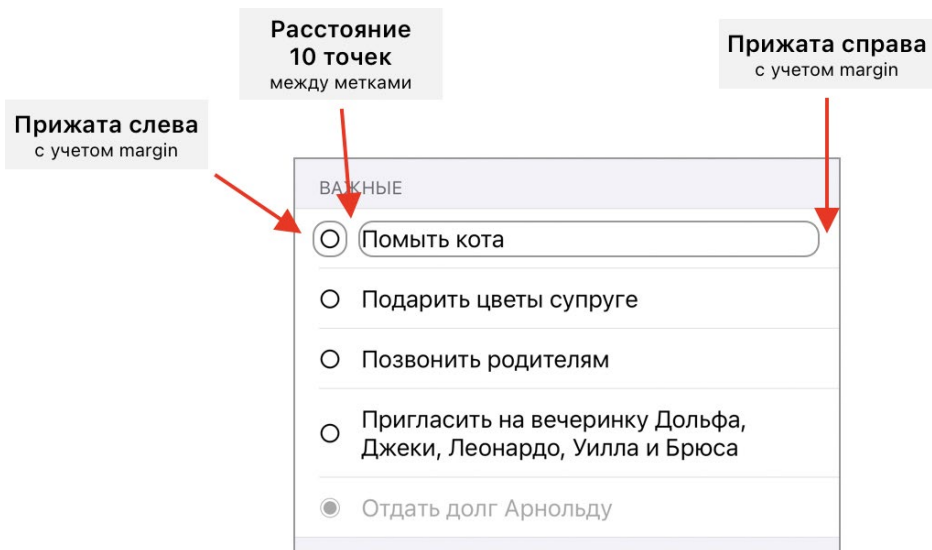 Расстояние
10 точек
между метками
Прижата справа
с учетом margin
Прижата слева
с учетом margin
ВАЖНЫЕ
Помыть кота
Подарить цветы супруге
Позвонить родителям
Пригласить на вечеринку Дольфа,
Джеки, Леонардо, Уилла и Брюса
Отдать долг Арнольду